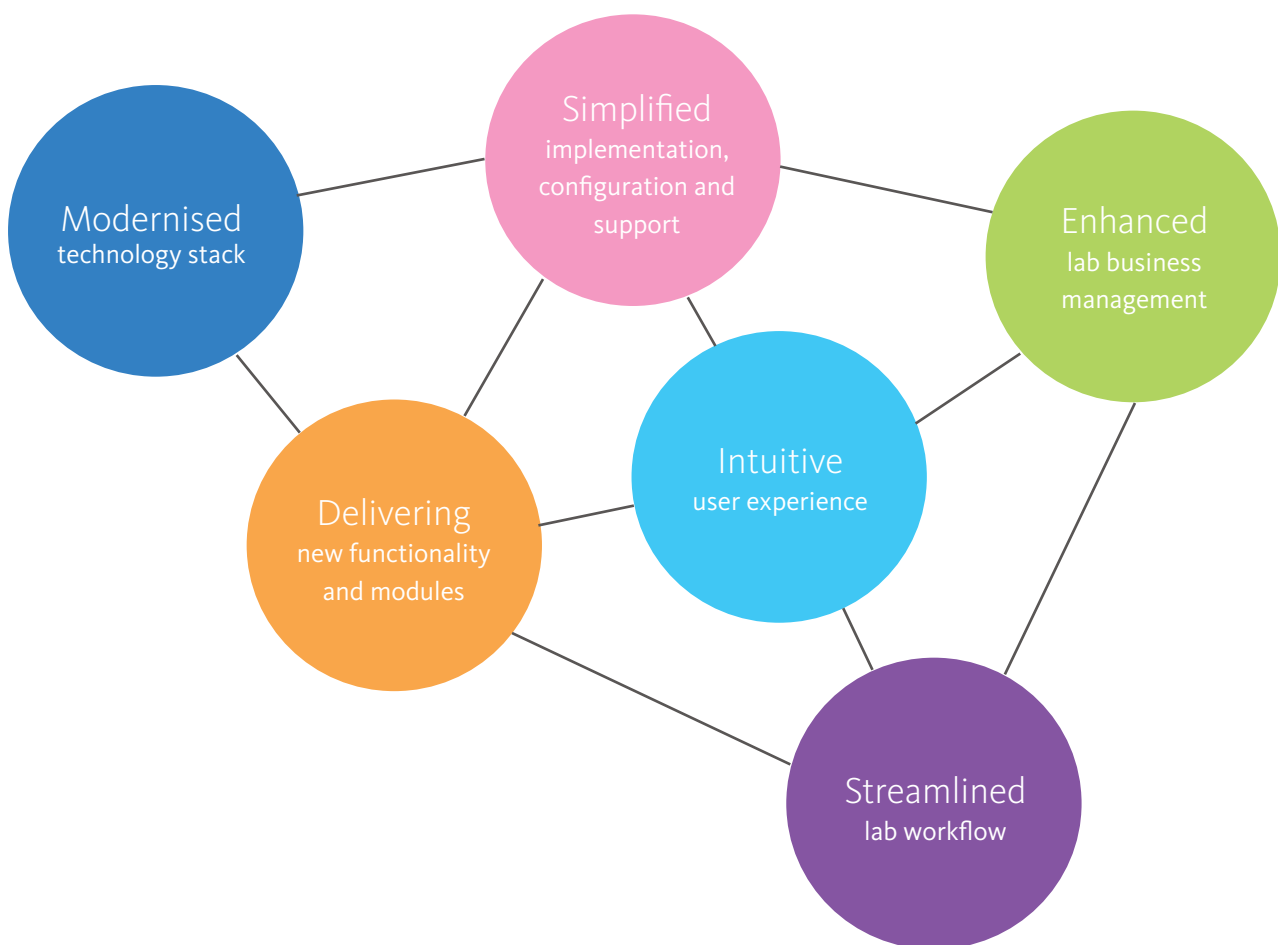 Simplified
implementation,
configuration and
support
Modernised
technology stack
Enhanced
lab business
management
Intuitive
user experience
Delivering
new functionality
and modules
Streamlined
lab workflow